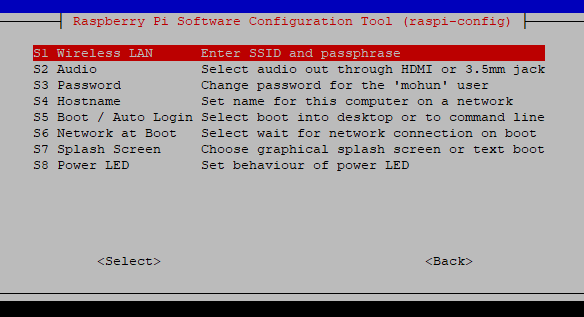 Raspberry Pi Software Configuration Tool (raspi-config)
S1 Wireless LAN Enter SSID and passphrase
S2 Audio Select audio out through HDMI or 3.5mm jack
S3 Password Change password for the 'mohun' user
S4 Hostname Set name for this computer on a network
S5 Boot / Auto Login Select boot into desktop or to command line
S6 Network at Boot Select wait for network connection on boot
S7 Splash Screen Choose graphical splash screen or text boot
S8 Power LED Set behaviour of power LED
<Select> <Back>